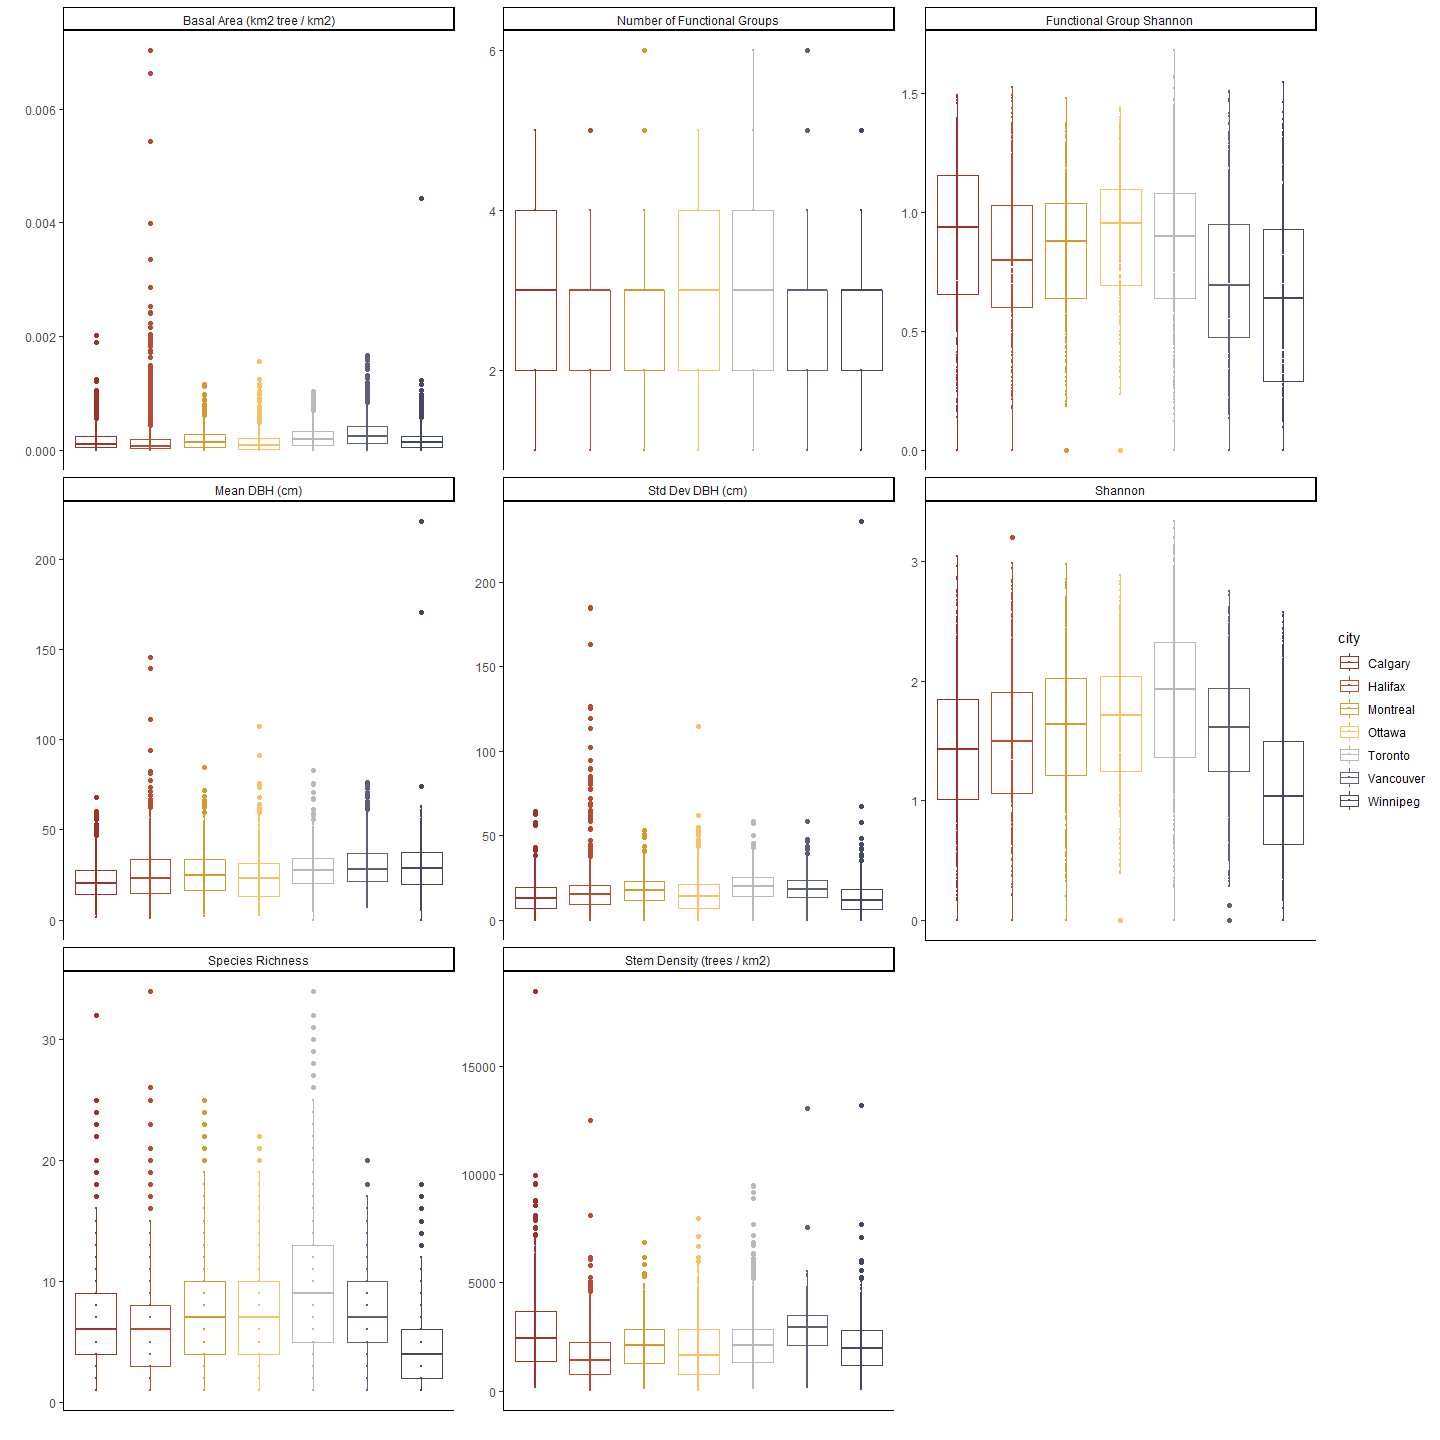 Basal Area (km2 tree / km2)
Number of Functional Groups
Functional Group Shannon
0.006
0.004
0.002
0.000
6
4
2
1.5
1.0
0.5
0.0
Mean DBH (cm)
Std Dev DBH (cm)
Shannon
200
150
100
50
0
200
150
100
50
0
3
2
1
0
Species Richness
Stem Density (trees / km2)
30
20
10
0
15000
10000
5000
0
city
Calgary
Halifax
Montreal
Ottawa
Toronto
Vancouver
Winnipeg